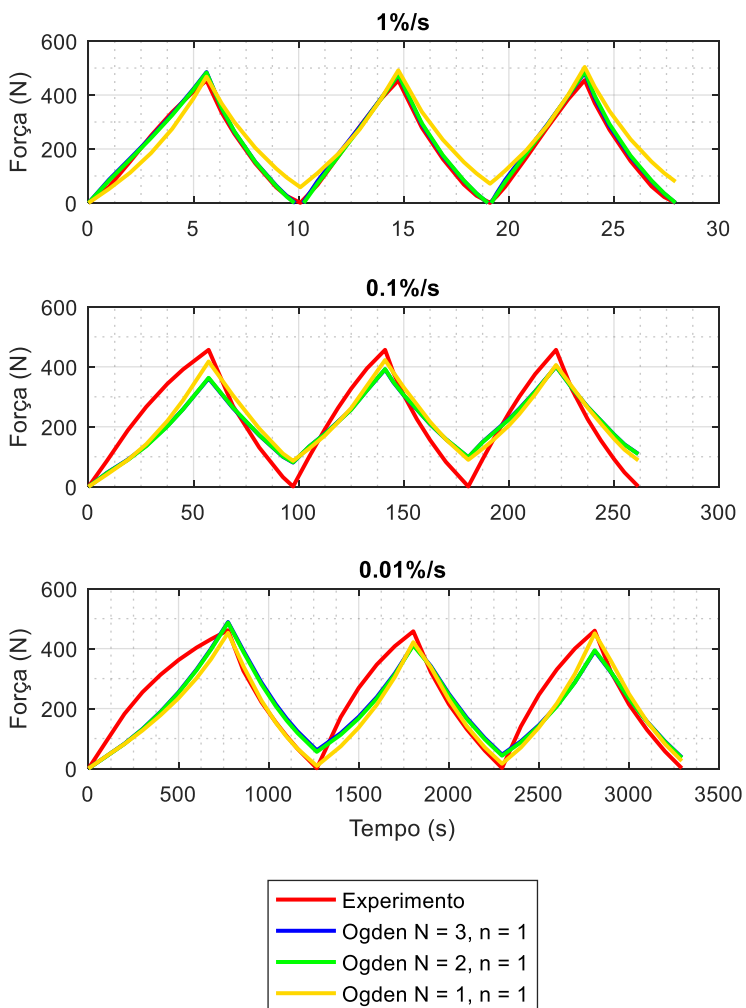 1%/s
600
400
200
0
Força (N)
0 5 10 15 20 25 30
0.1%/s
600
400
200
0
Força (N)
0 50 100 150 200 250 300
0.01%/s
600
400
200
0
Força (N)
0 500 1000 1500 2000 2500 3000 3500
Tempo (s)
Experimento
Ogden N = 3, n = 1
Ogden N = 2, n = 1
Ogden N = 1, n = 1